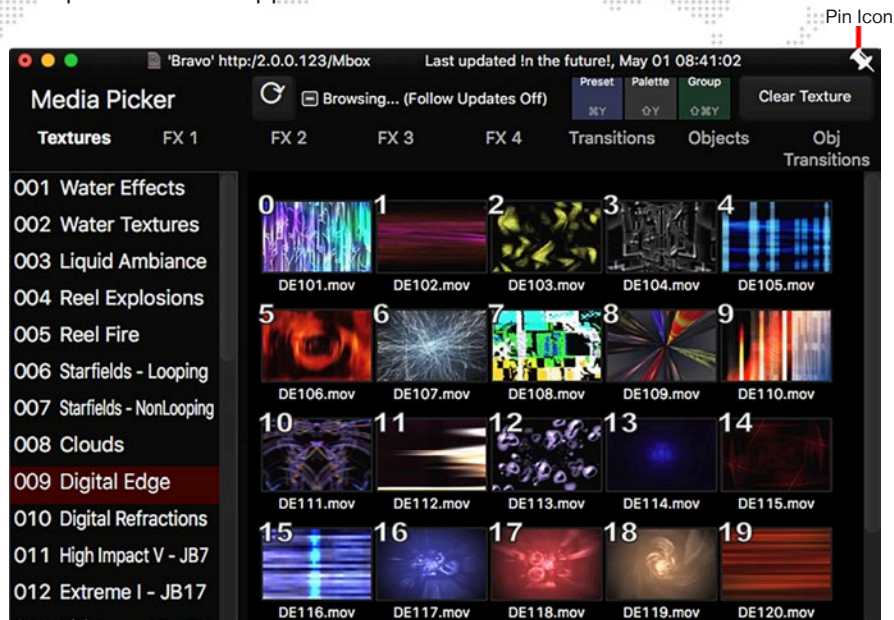 Pin Icon
'Bravo' http:/2.0.0.123/Mbox Last updated !n the future!, May 01 08:41:02
Media Picker
Browsing... (Follow Updates Off)
Preset
⌘Y
Palette
⇧Y
Group
⇧⌘Y
Clear Texture
Textures FX 1 FX 2 FX 3 FX 4 Transitions Objects Obj
Transitions
001 Water Effects
002 Water Textures
003 Liquid Ambiance
004 Reel Explosions
005 Reel Fire
006 Starfields - Looping
007 Starfields - NonLooping
008 Clouds
009 Digital Edge
010 Digital Refractions
011 High Impact V - JB7
012 Extreme I - JB17
0 1 2 3 4
DE101.mov DE102.mov DE103.mov DE104.mov DE105.mov
5 6 7 8 9
DE106.mov DE107.mov DE108.mov DE109.mov DE110.mov
10 11 12 13 14
DE111.mov DE112.mov DE113.mov DE114.mov DE115.mov
15 16 17 18 19
DE116.mov DE117.mov DE118.mov DE119.mov DE120.mov